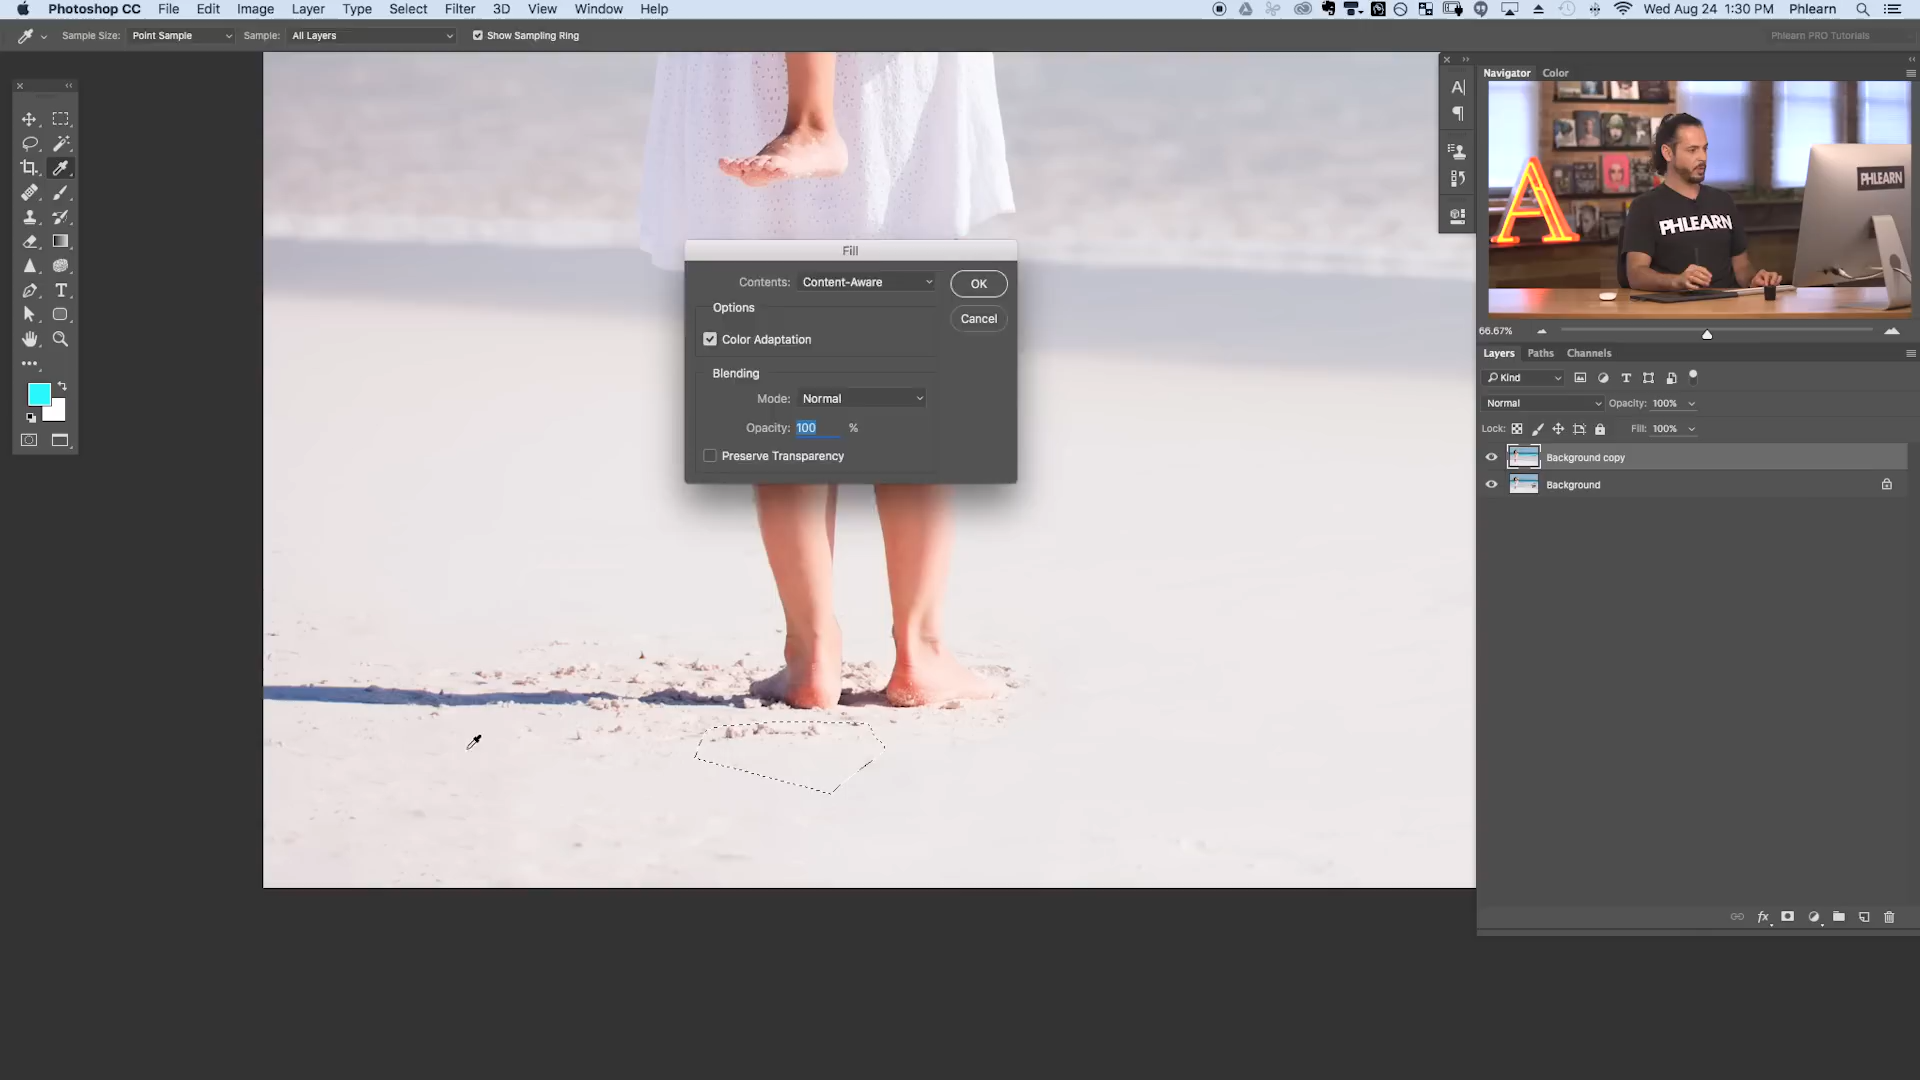 Photoshop CC File Edit Image Layer Type Select Filter 3D View Window Help Wed Aug 24 1:30 PM Phlearn
Sample Size: Point Sample Sample: All Layers Show Sampling Ring Phlearn PRO Tutorials
Navigator Color
A
PHLEARN
PHLEARN
Fill
Contents: Content-Aware
OK
Options
Cancel
Color Adaptation
Blending
Mode: Normal
Opacity: 100 %
Preserve Transparency
66.67%
Layers Paths Channels
Kind
Normal Opacity: 100%
Lock: Fill: 100%
Background copy
Background
fx